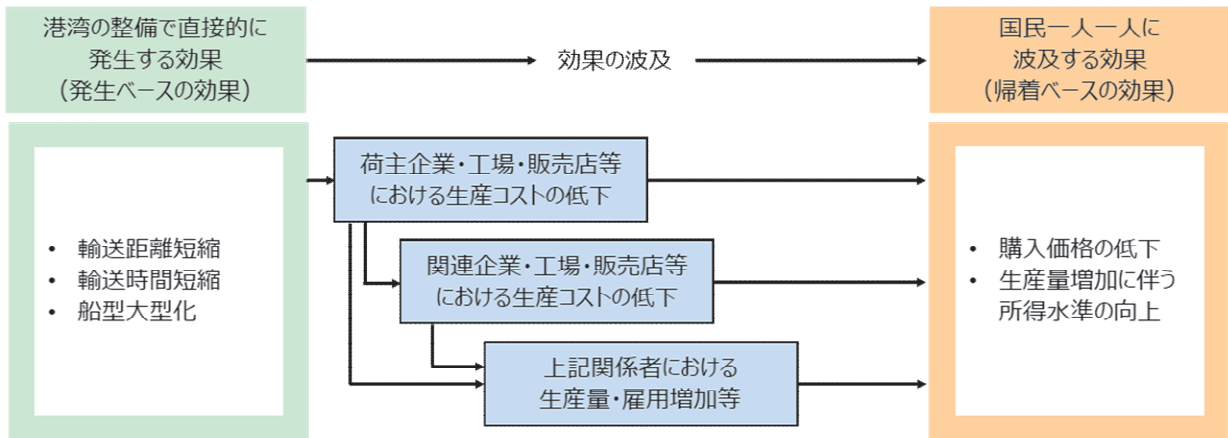 港湾の整備で直接的に
発生する効果
（発生ベースの効果）
効果の波及
国民一人一人に
波及する効果
（帰着ベースの効果）
• 輸送距離短縮
• 輸送時間短縮
• 船型大型化
荷主企業・工場・販売店等
における生産コストの低下
関連企業・工場・販売店等
における生産コストの低下
上記関係者における
生産量・雇用増加等
• 購入価格の低下
• 生産量増加に伴う
所得水準の向上